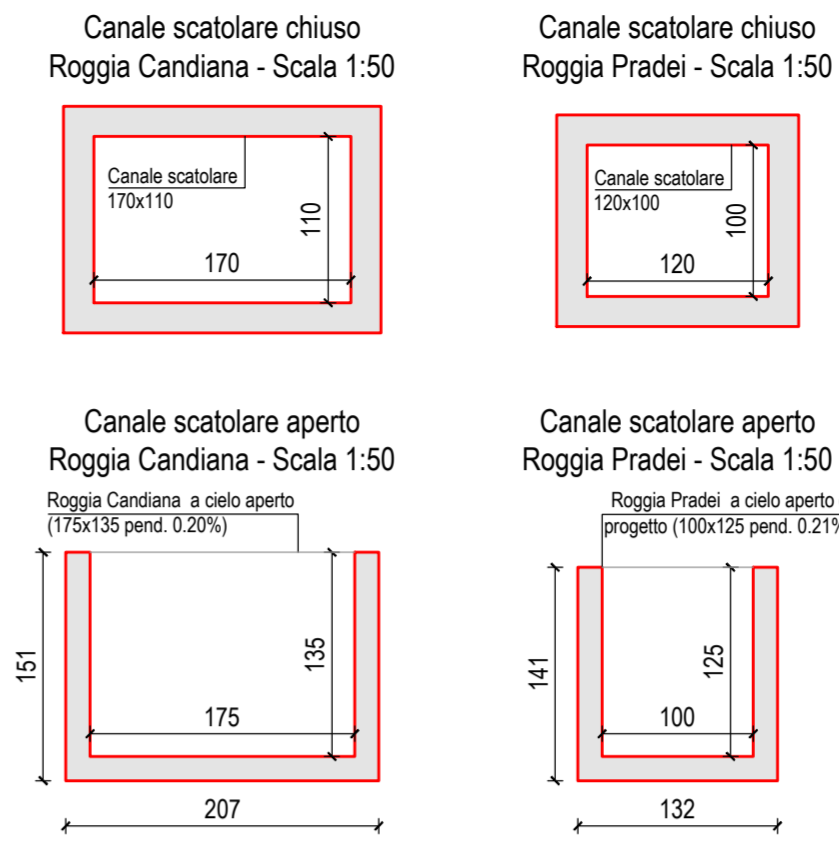 Canale scatolare chiuso
Roggia Candiana - Scala 1:50
Canale scatolare
170x110
110
170
Canale scatolare chiuso
Roggia Pradei - Scala 1:50
Canale scatolare
120x100
100
120
Canale scatolare aperto
Roggia Candiana - Scala 1:50
Roggia Candiana a cielo aperto
(175x135 pend. 0.20%)
151
135
175
207
Canale scatolare aperto
Roggia Pradei - Scala 1:50
Roggia Pradei a cielo aperto
progetto (100x125 pend. 0.21%
141
125
100
132